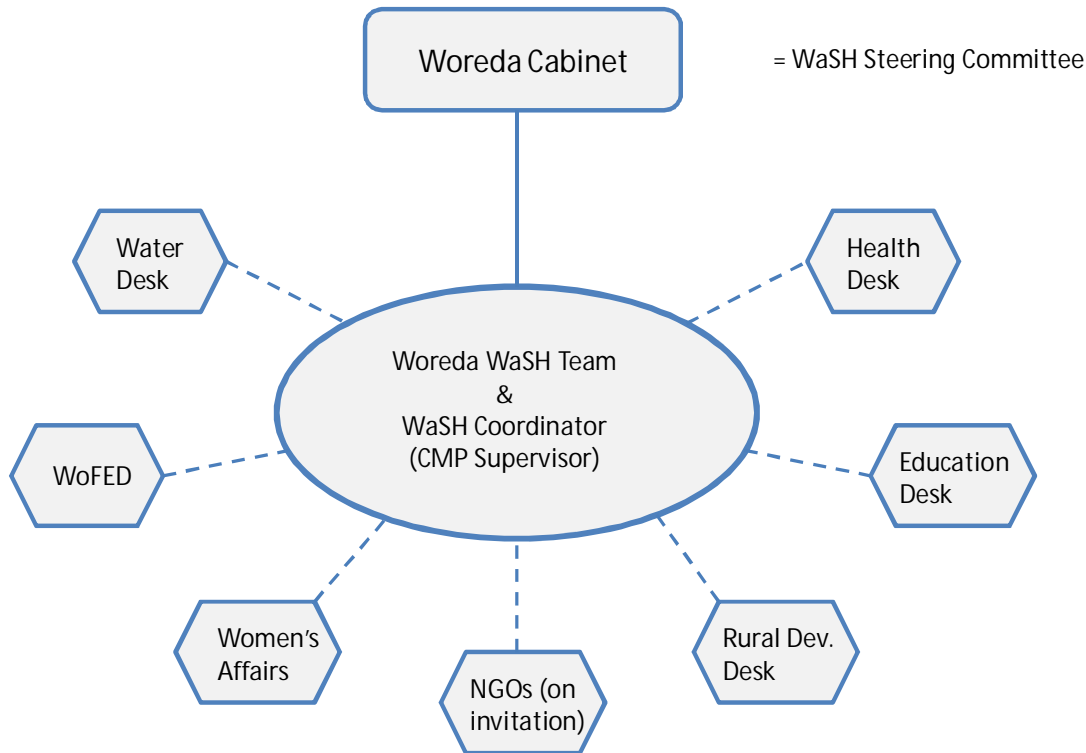 Woreda Cabinet
= WaSH Steering Committee
Water
Desk
Health
Desk
Woreda WaSH Team
&
WaSH Coordinator
(CMP Supervisor)
WoFED
Education
Desk
Women's
Affairs
NGOs (on
invitation)
Rural Dev.
Desk